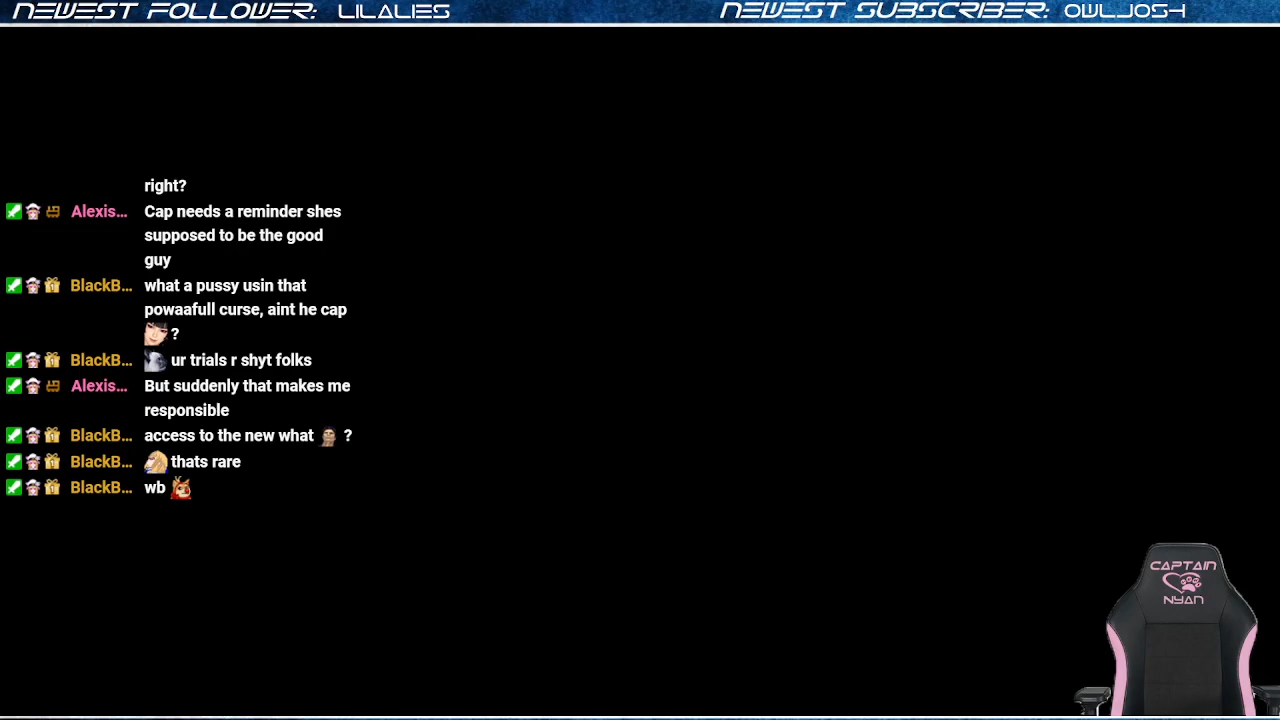 NEWEST FOLLOWER: LILALIES
NEWEST SUBSCRIBER: OWLJOSH
right?
Alexis... Cap needs a reminder shes
supposed to be the good
guy
BlackB... what a pussy usin that
powaafull curse, aint he cap
?
BlackB... ur trials r shyt folks
Alexis... But suddenly that makes me
responsible
BlackB... access to the new what ?
BlackB... thats rare
BlackB... wb
CAPTAIN
NYAN